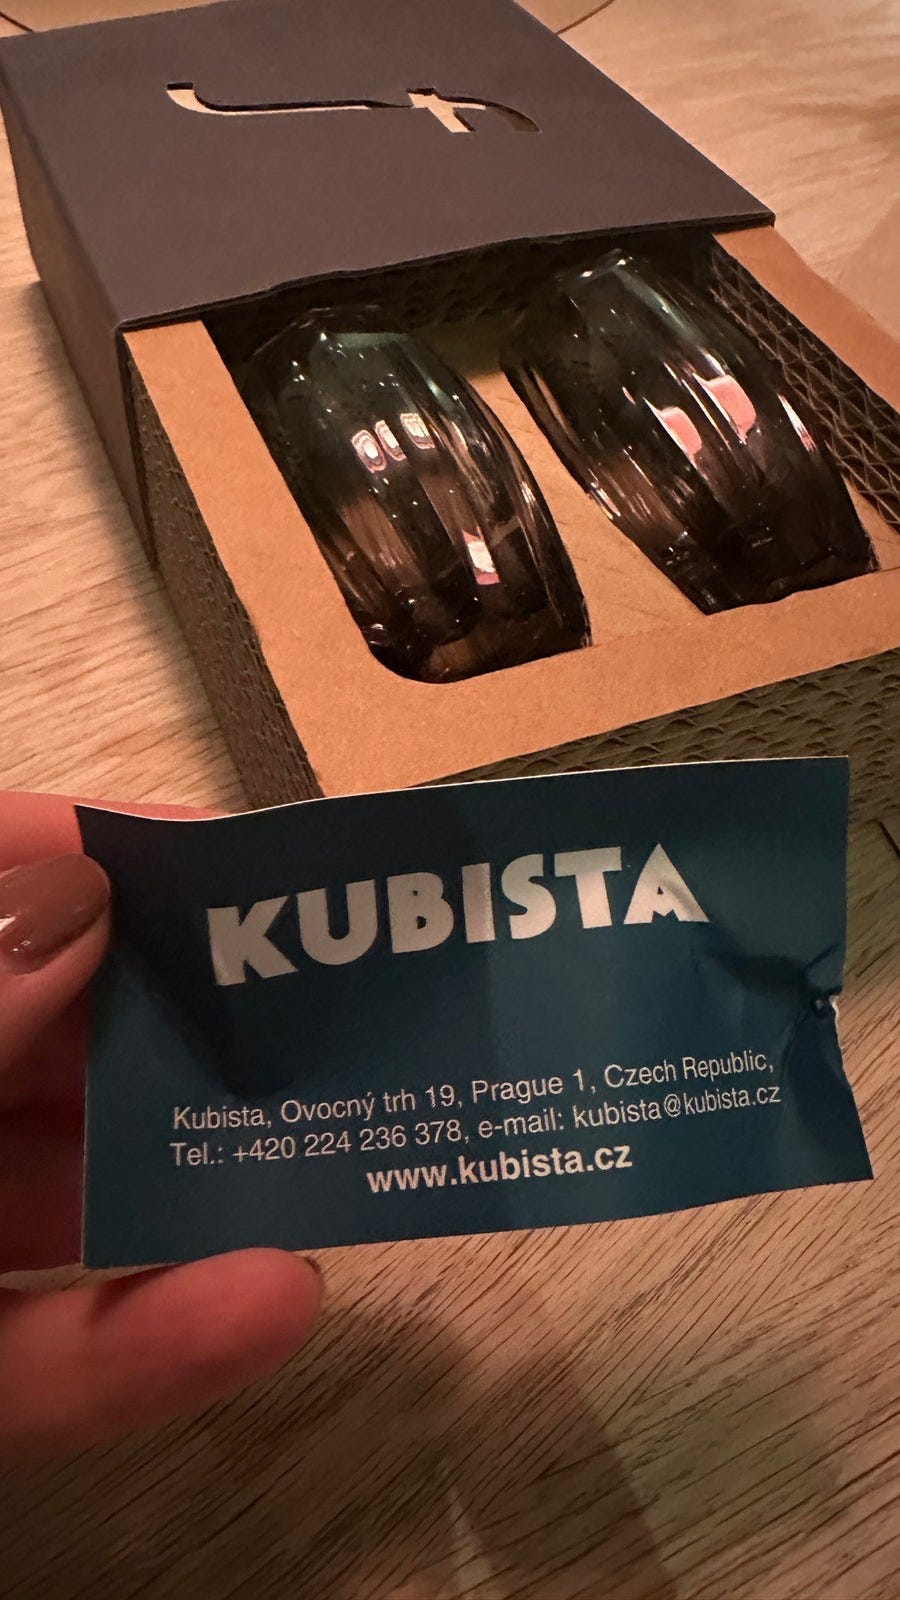 KUBISTA
Kubista, Ovocný trh 19, Prague 1, Czech Republic,
Tel.: +420 224 236 378, e-mail: kubista@kubista.cz
www.kubista.cz